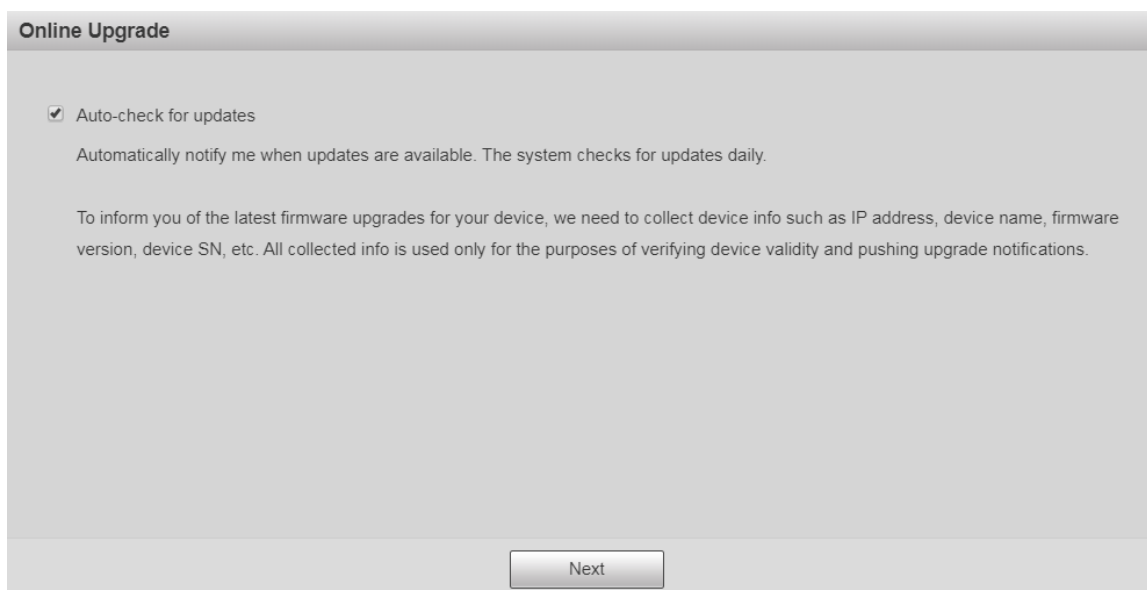 Online Upgrade
Auto-check for updates
Automatically notify me when updates are available. The system checks for updates daily.
To inform you of the latest firmware upgrades for your device, we need to collect device info such as IP address, device name, firmware
version, device SN, etc. All collected info is used only for the purposes of verifying device validity and pushing upgrade notifications.
Next